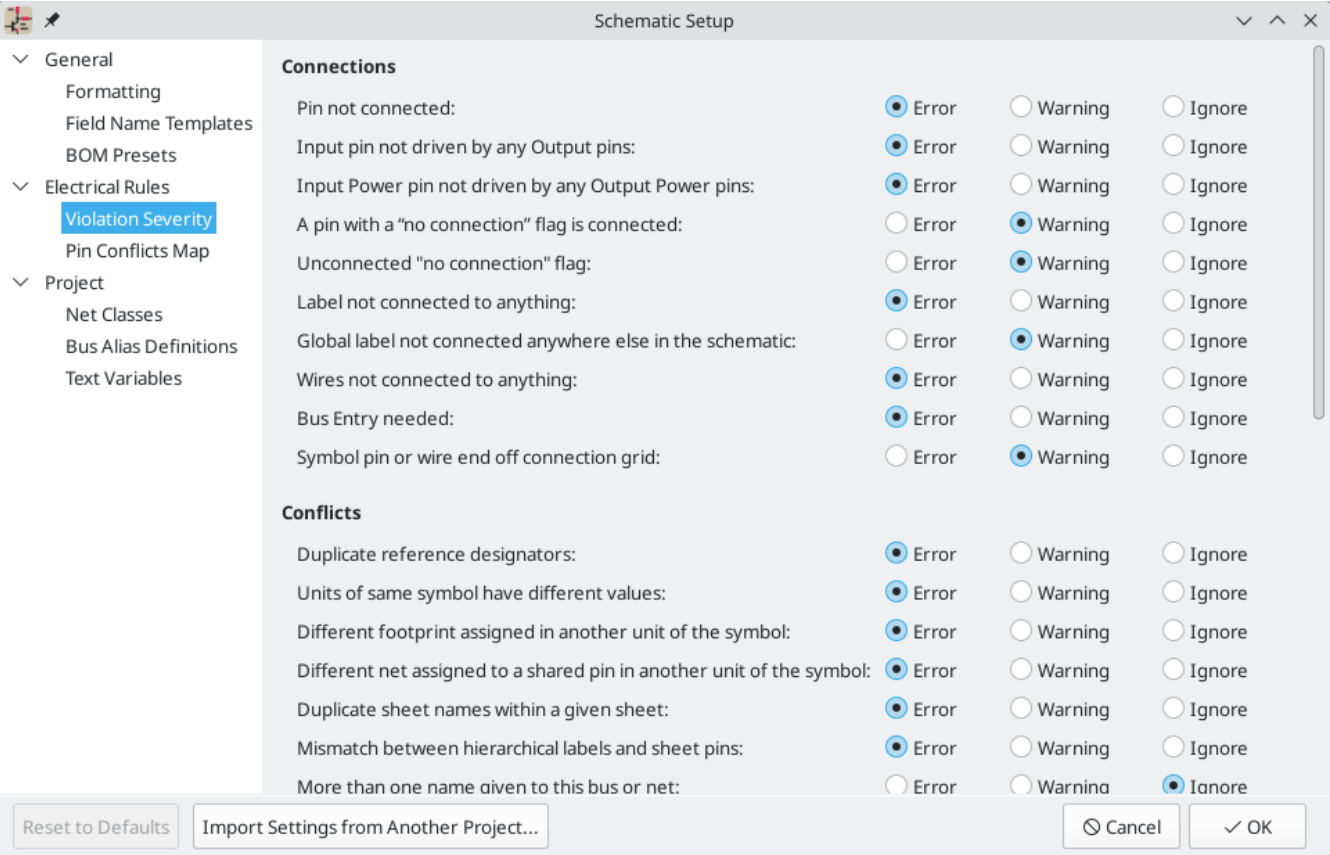 Schematic Setup
General
Formatting
Field Name Templates
BOM Presets
Electrical Rules
Violation Severity
Pin Conflicts Map
Project
Net Classes
Bus Alias Definitions
Text Variables
Connections
Pin not connected: Error Warning Ignore
Input pin not driven by any Output pins: Error Warning Ignore
Input Power pin not driven by any Output Power pins: Error Warning Ignore
A pin with a “no connection” flag is connected: Error Warning Ignore
Unconnected "no connection" flag: Error Warning Ignore
Label not connected to anything: Error Warning Ignore
Global label not connected anywhere else in the schematic: Error Warning Ignore
Wires not connected to anything: Error Warning Ignore
Bus Entry needed: Error Warning Ignore
Symbol pin or wire end off connection grid: Error Warning Ignore
Conflicts
Duplicate reference designators: Error Warning Ignore
Units of same symbol have different values: Error Warning Ignore
Different footprint assigned in another unit of the symbol: Error Warning Ignore
Different net assigned to a shared pin in another unit of the symbol: Error Warning Ignore
Duplicate sheet names within a given sheet: Error Warning Ignore
Mismatch between hierarchical labels and sheet pins: Error Warning Ignore
More than one name given to this bus or net: Error Warning Ignore
Reset to Defaults Import Settings from Another Project... Cancel OK